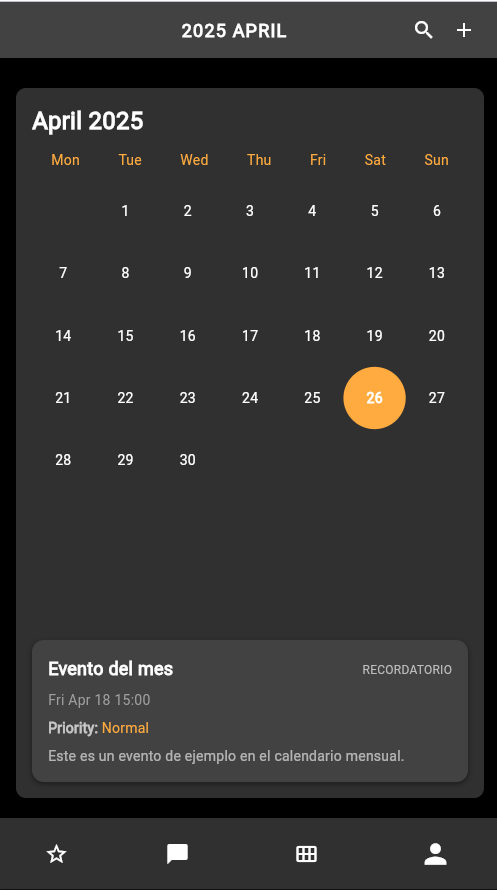 2025 APRIL
April 2025
Mon Tue Wed Thu Fri Sat Sun
1 2 3 4 5 6
7 8 9 10 11 12 13
14 15 16 17 18 19 20
21 22 23 24 25 26 27
28 29 30
Evento del mes RECORDATORIO
Fri Apr 18 15:00
Priority: Normal
Este es un evento de ejemplo en el calendario mensual.